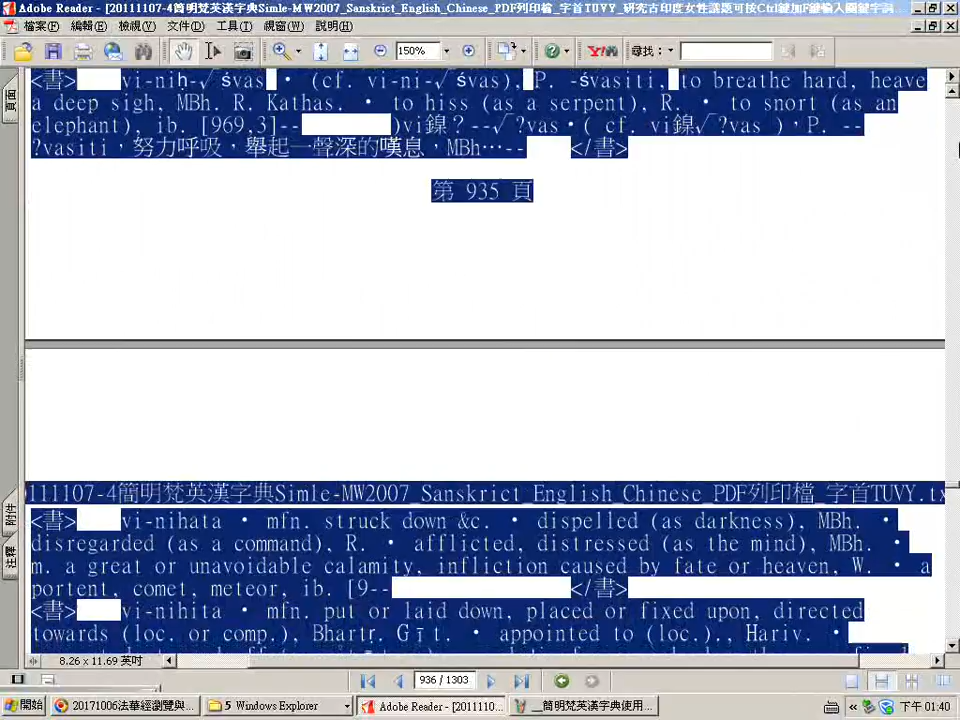 Adobe Reader - [20111107-4簡明梵英漢字典Simle-MW2007_Sanskrict_English_Chinese_PDF列印檔_字首TUVY_研究古印度女性課題可按Ctrl鍵加F鍵輸入關鍵字詞...
檔案(F) 編輯(E) 檢視(V) 文件(D) 工具(T) 視窗(W) 說明(H)
150% 尋找：
頁面
<書> vi-niḥ-√śvas • (cf. vi-ni-√śvas), P. -śvasiti, to breathe hard, heave
a deep sigh, MBh. R. Kathas. • to hiss (as a serpent), R. • to snort (as an
elephant), ib. [969,3]-- )vi鎳？--√?vas•( cf. vi鎳√?vas )，P. --
?vasiti，努力呼吸，舉起一聲深的嘆息，MBh…-- </書>
第 935 頁
111107-4簡明梵英漢字典Simle-MW2007_Sanskrict_English_Chinese_PDF列印檔_字首TUVY.tx
附件
<書> vi-nihata • mfn. struck down &c. • dispelled (as darkness), MBh. •
disregarded (as a command), R. • afflicted, distressed (as the mind), MBh. •
注釋
m. a great or unavoidable calamity, infliction caused by fate or heaven, W. • a
portent, comet, meteor, ib. [9-- </書>
<書> vi-nihita • mfn. put or laid down, placed or fixed upon, directed
towards (loc. or comp.), Bhartṛ. Gīt. • appointed to (loc.)., Hariv. •
8.26 x 11.69 英吋
936 / 1303
開始 20171006法華經瀏覽與... 5 Windows Explorer Adobe Reader - [2011110... __簡明梵英漢字典使用... 下午 01:40